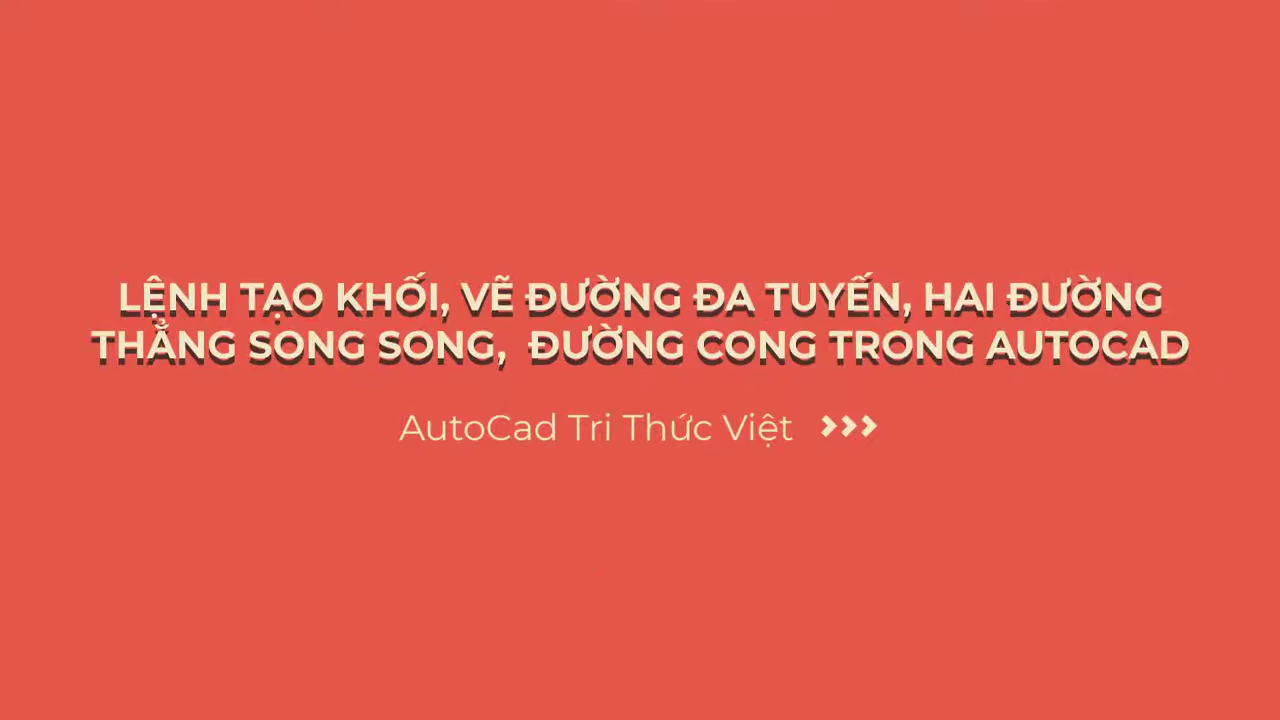 LỆNH TẠO KHỐI, VẼ ĐƯỜNG ĐA TUYẾN, HAI ĐƯỜNG
THẲNG SONG SONG, ĐƯỜNG CONG TRONG AUTOCAD
AutoCad Tri Thức Việt